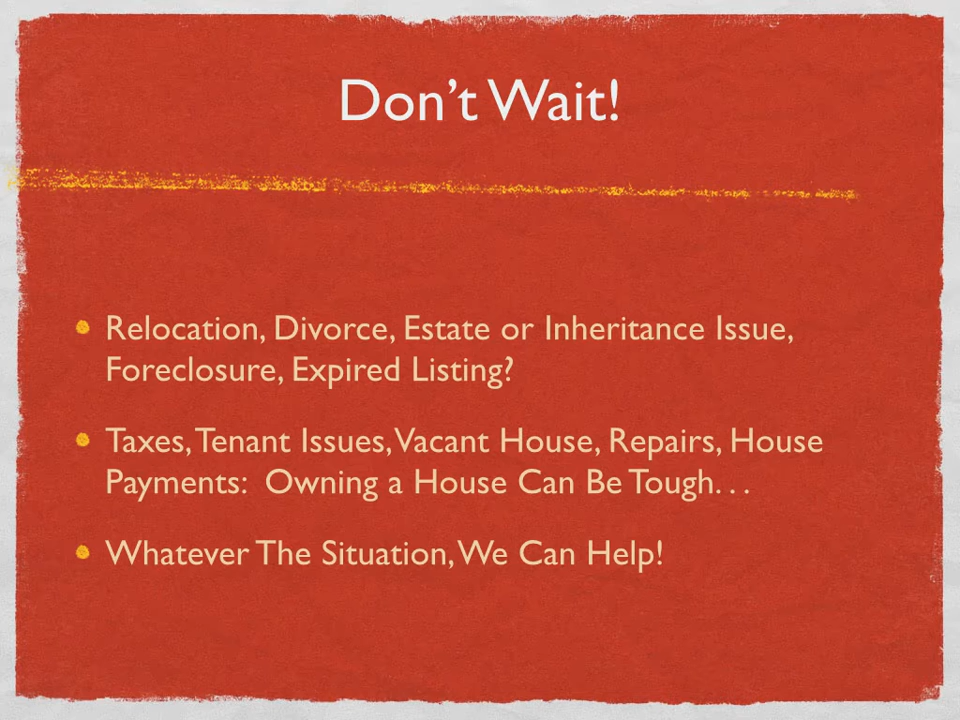 Don’t Wait!
Relocation, Divorce, Estate or Inheritance Issue,
Foreclosure, Expired Listing?
Taxes, Tenant Issues, Vacant House, Repairs, House
Payments:  Owning a House Can Be Tough. . .
Whatever The Situation, We Can Help!